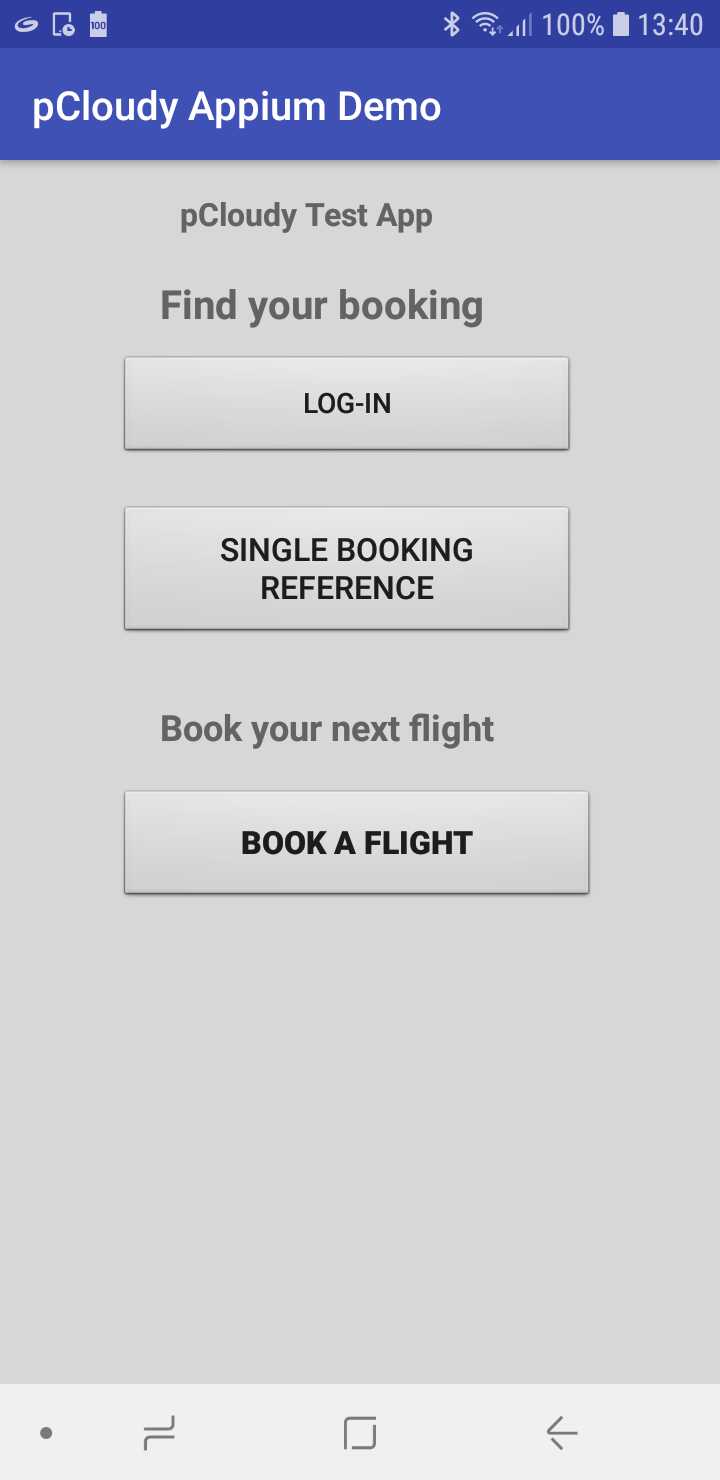 100 100% 13:40
pCloudy Appium Demo
pCloudy Test App
Find your booking
LOG-IN
SINGLE BOOKING
REFERENCE
Book your next flight
BOOK A FLIGHT